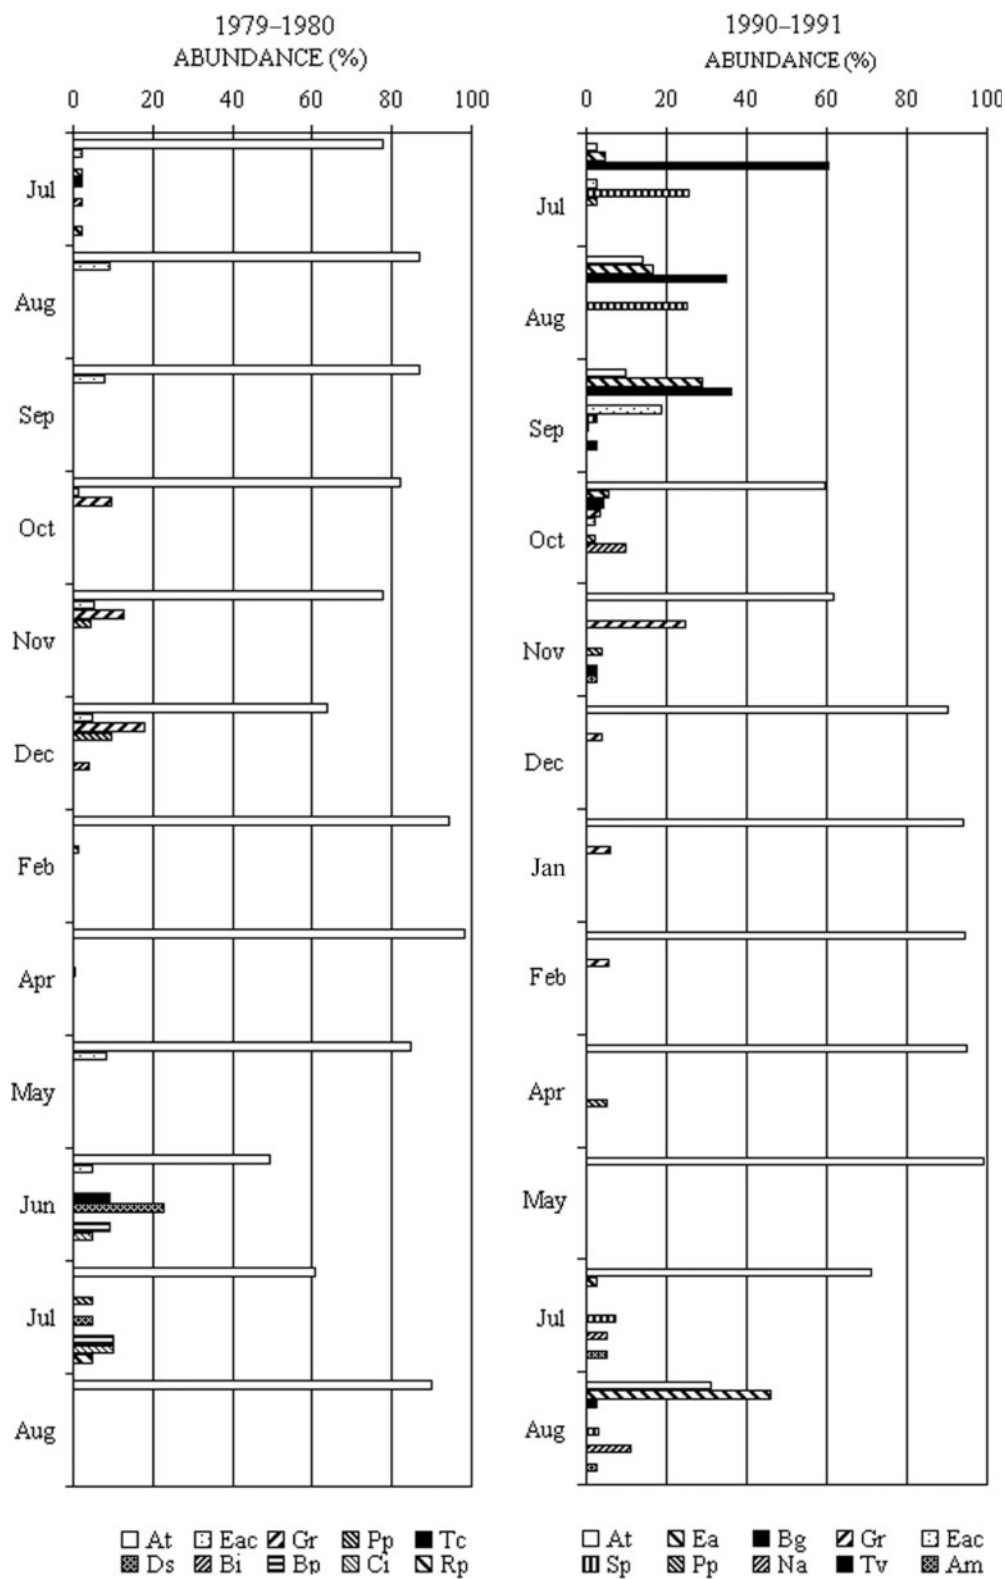 1979–1980
ABUNDANCE (%)
0 20 40 60 80 100
Jul
Aug
Sep
Oct
Nov
Dec
Feb
Apr
May
Jun
Jul
Aug
At Eac Gr Pp Tc
Ds Bi Bp Ci Rp
1990–1991
ABUNDANCE (%)
0 20 40 60 80 100
Jul
Aug
Sep
Oct
Nov
Dec
Jan
Feb
Apr
May
Jul
Aug
At Ea Bg Gr Eac
Sp Pp Na Tv Am